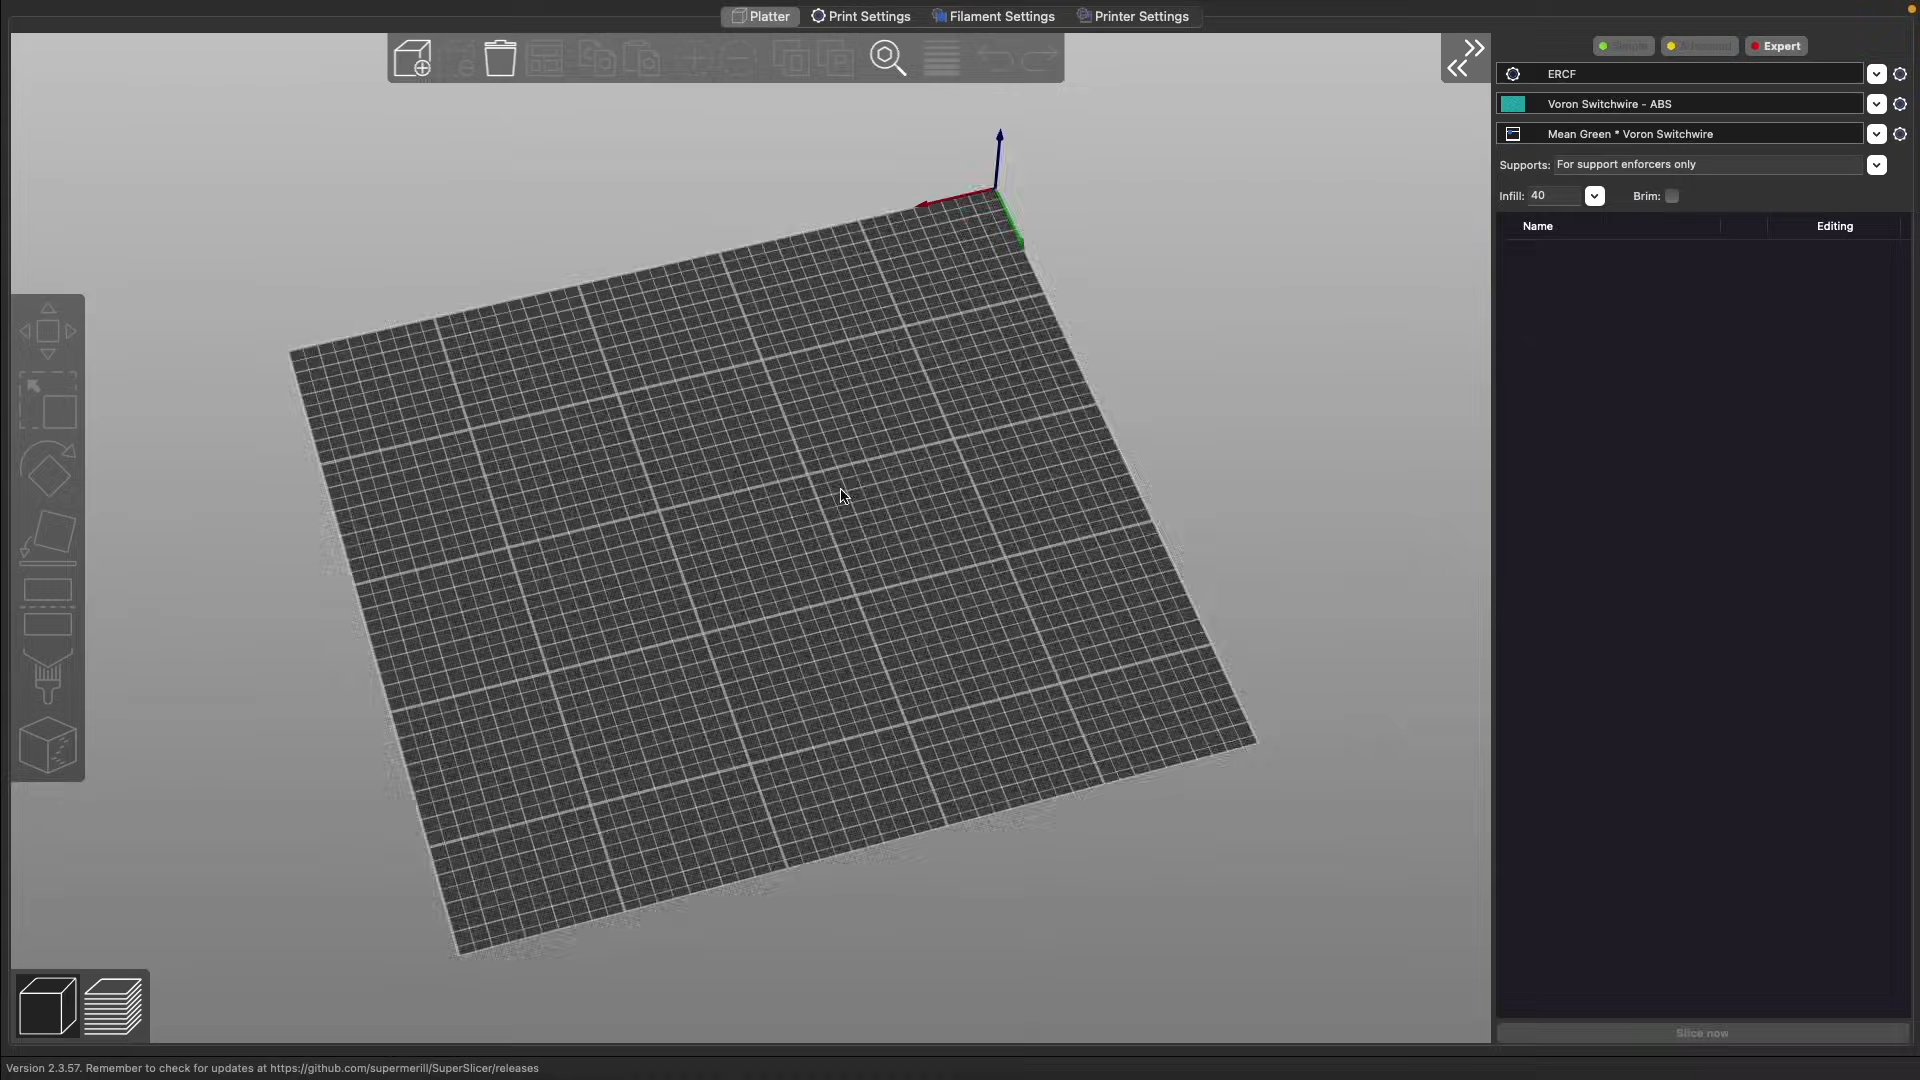 Platter
Print Settings
Filament Settings
Printer Settings
Simple
Advanced
Expert
ERCF
Voron Switchwire - ABS
Mean Green * Voron Switchwire
Supports: For support enforcers only
Infill: 40
Brim:
Name
Editing
Slice now
Version 2.3.57. Remember to check for updates at https://github.com/supermerill/SuperSlicer/releases